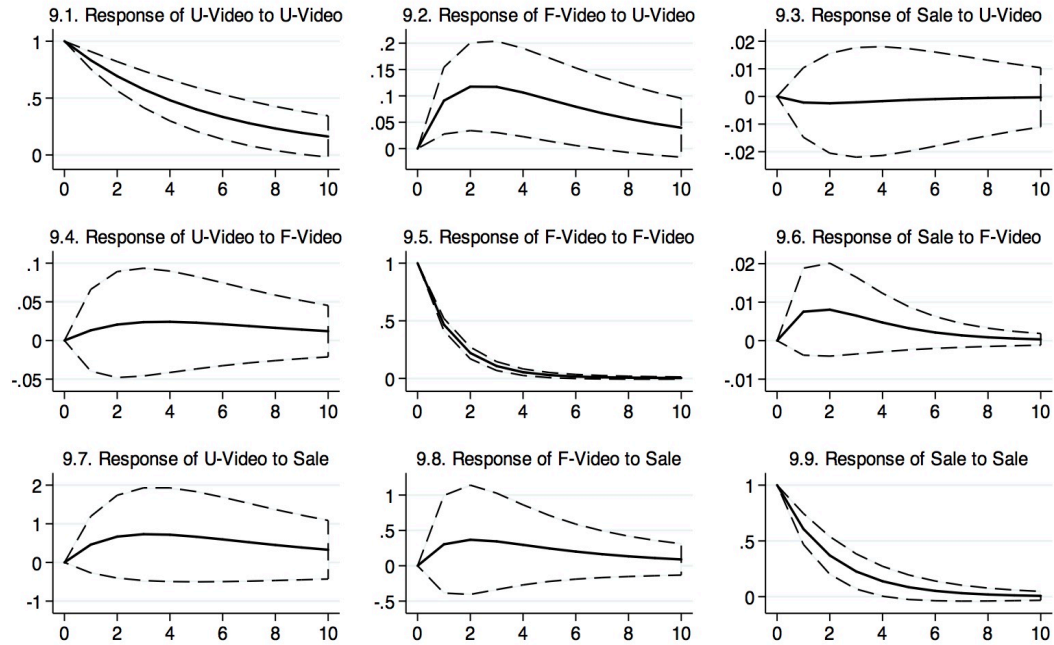 9.1. Response of U-Video to U-Video
1
.5
0
0 2 4 6 8 10
9.2. Response of F-Video to U-Video
.2
.15
.1
.05
0
0 2 4 6 8 10
9.3. Response of Sale to U-Video
.02
.01
0
-.01
-.02
0 2 4 6 8 10
9.4. Response of U-Video to F-Video
.1
.05
0
-.05
0 2 4 6 8 10
9.5. Response of F-Video to F-Video
1
.5
0
0 2 4 6 8 10
9.6. Response of Sale to F-Video
.02
.01
0
-.01
0 2 4 6 8 10
9.7. Response of U-Video to Sale
2
1
0
-1
0 2 4 6 8 10
9.8. Response of F-Video to Sale
1
.5
0
-.5
0 2 4 6 8 10
9.9. Response of Sale to Sale
1
.5
0
0 2 4 6 8 10